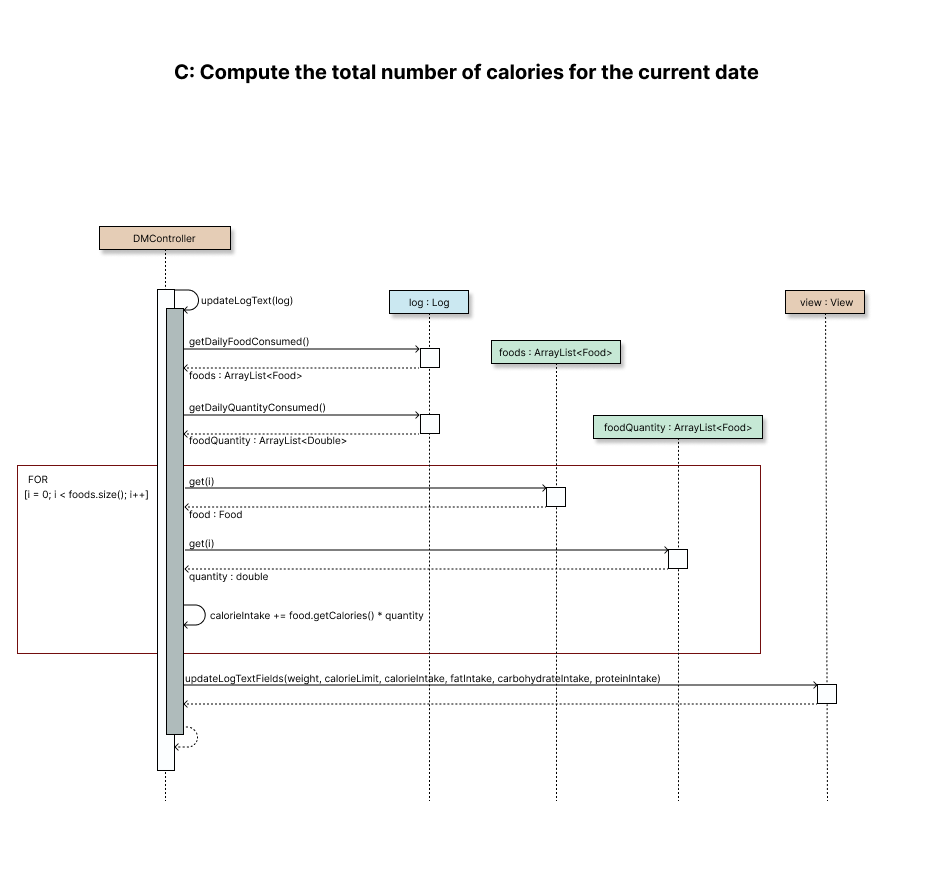 C: Compute the total number of calories for the current date
DMController
updateLogText(log)
log : Log
view : View
getDailyFoodConsumed()
foods : ArrayList<Food>
foods : ArrayList<Food>
getDailyQuantityConsumed()
foodQuantity : ArrayList<Food>
foodQuantity : ArrayList<Double>
FOR
[i = 0; i < foods.size(); i++]
get(i)
food : Food
get(i)
quantity : double
calorieIntake += food.getCalories() * quantity
updateLogTextFields(weight, calorieLimit, calorieIntake, fatIntake, carbohydrateIntake, proteinIntake)